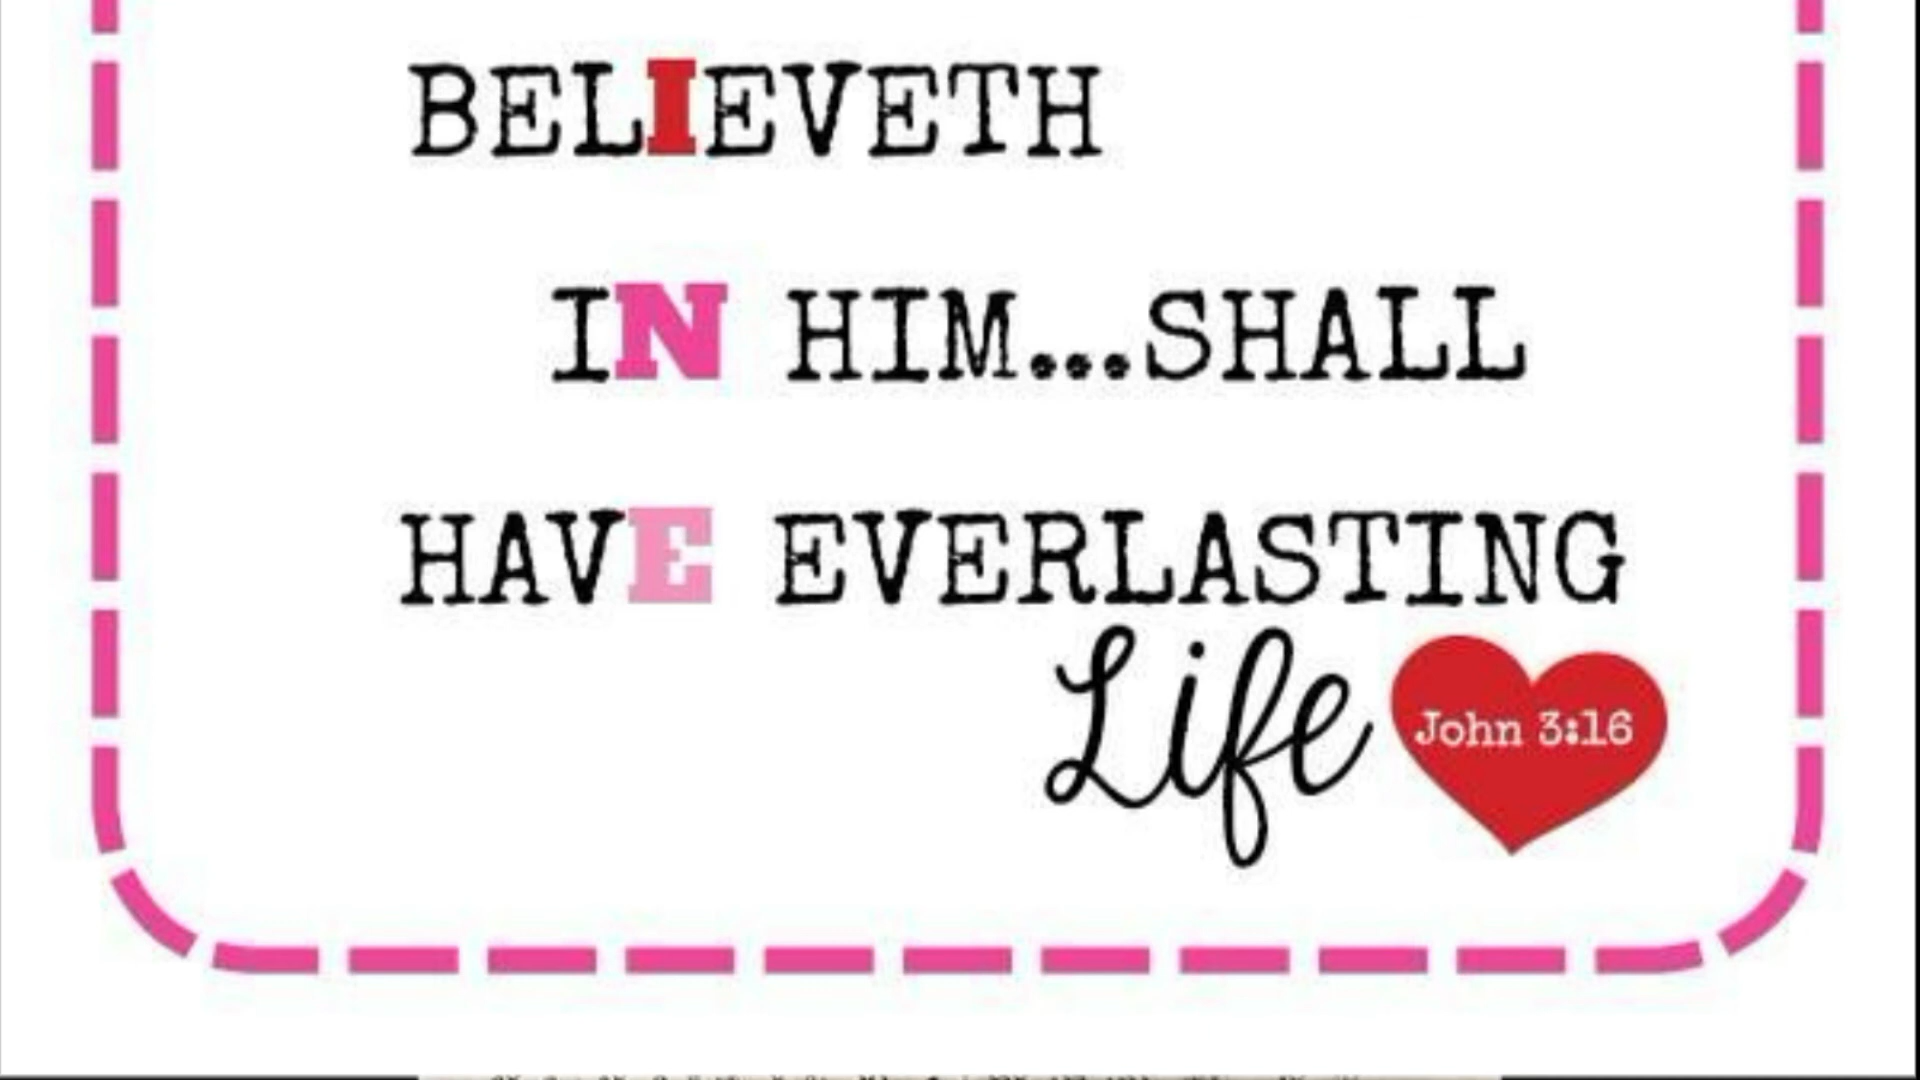 BELIEVETH
IN HIM...SHALL
HAVE EVERLASTING
Life
John 3:16